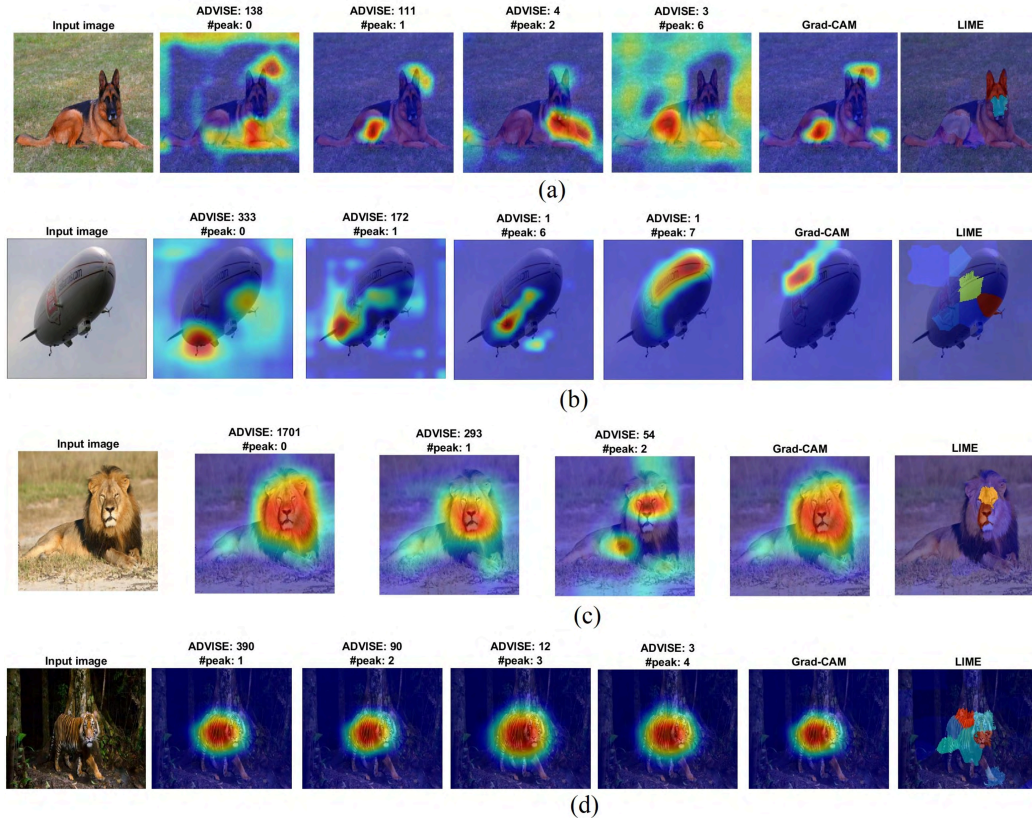 Input image
ADVISE: 138
#peak: 0
ADVISE: 111
#peak: 1
ADVISE: 4
#peak: 2
ADVISE: 3
#peak: 6
Grad-CAM
LIME
(a)
Input image
ADVISE: 333
#peak: 0
ADVISE: 172
#peak: 1
ADVISE: 1
#peak: 6
ADVISE: 1
#peak: 7
Grad-CAM
LIME
(b)
Input image
ADVISE: 1701
#peak: 0
ADVISE: 293
#peak: 1
ADVISE: 54
#peak: 2
Grad-CAM
LIME
(c)
Input image
ADVISE: 390
#peak: 1
ADVISE: 90
#peak: 2
ADVISE: 12
#peak: 3
ADVISE: 3
#peak: 4
Grad-CAM
LIME
(d)